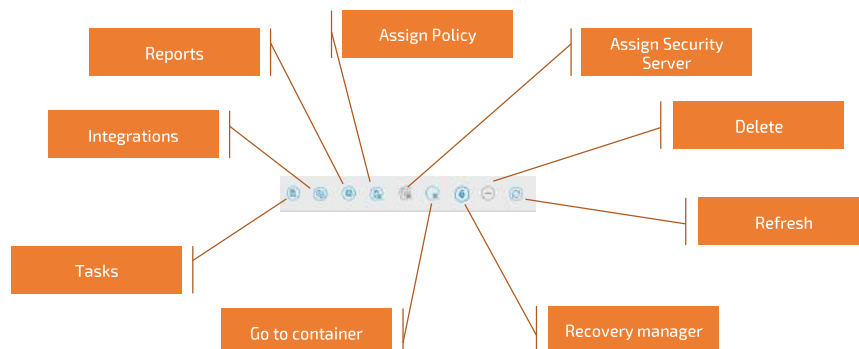 Assign Policy
Reports
Assign Security
Server
Integrations
Delete
Refresh
Tasks
Go to container
Recovery manager